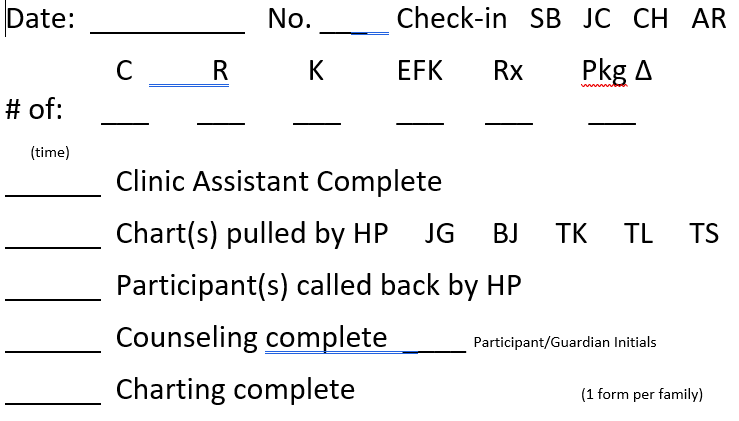 Date: ___________ No. _____ Check-in SB JC CH AR
C R K EFK Rx Pkg Δ
# of: ___ ___ ___ ___ ___ ___
(time)
_______ Clinic Assistant Complete
_______ Chart(s) pulled by HP JG BJ TK TL TS
_______ Participant(s) called back by HP
_______ Counseling complete _____ Participant/Guardian Initials
_______ Charting complete (1 form per family)